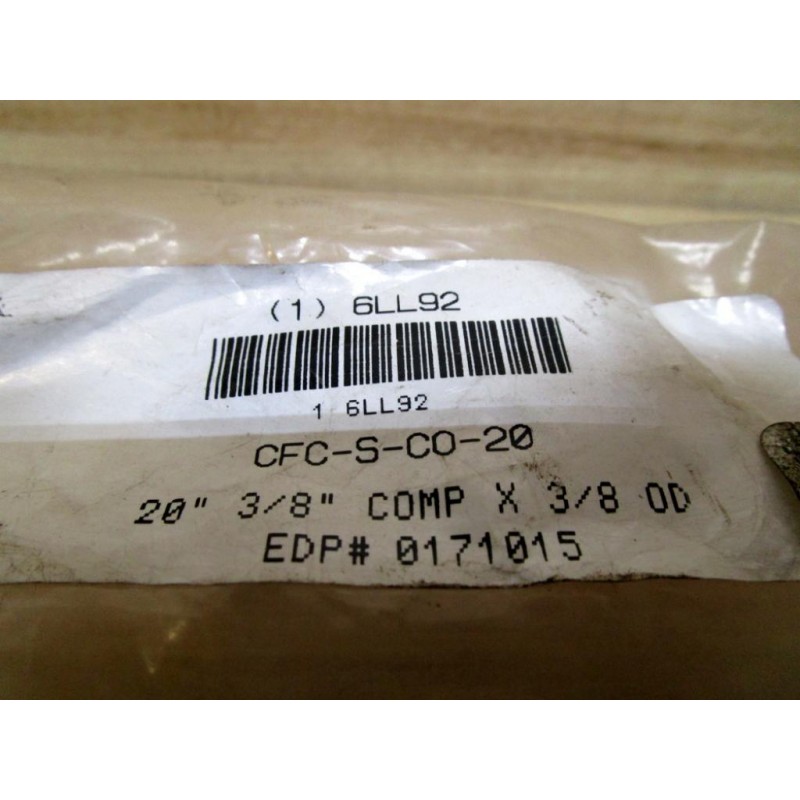 (1) 6LL92
1 6LL92
CFC-S-CO-20
20" 3/8" COMP X 3/8 OD
EDP# 0171015